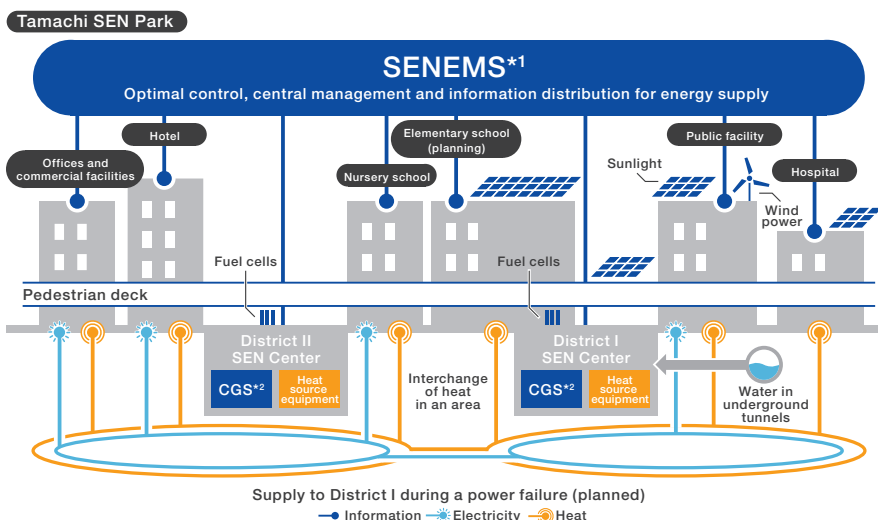 Tamachi SEN Park
SENEMS*1
Optimal control, central management and information distribution for energy supply
Offices and
commercial facilities
Hotel
Nursery school
Elementary school
(planning)
Public facility
Hospital
Sunlight
Wind
power
Fuel cells
Fuel cells
Pedestrian deck
District II
SEN Center
CGS*2
Heat
source
equipment
Interchange
of heat
in an area
District I
SEN Center
CGS*2
Heat
source
equipment
Water in
underground
tunnels
Supply to District I during a power failure (planned)
Information
Electricity
Heat